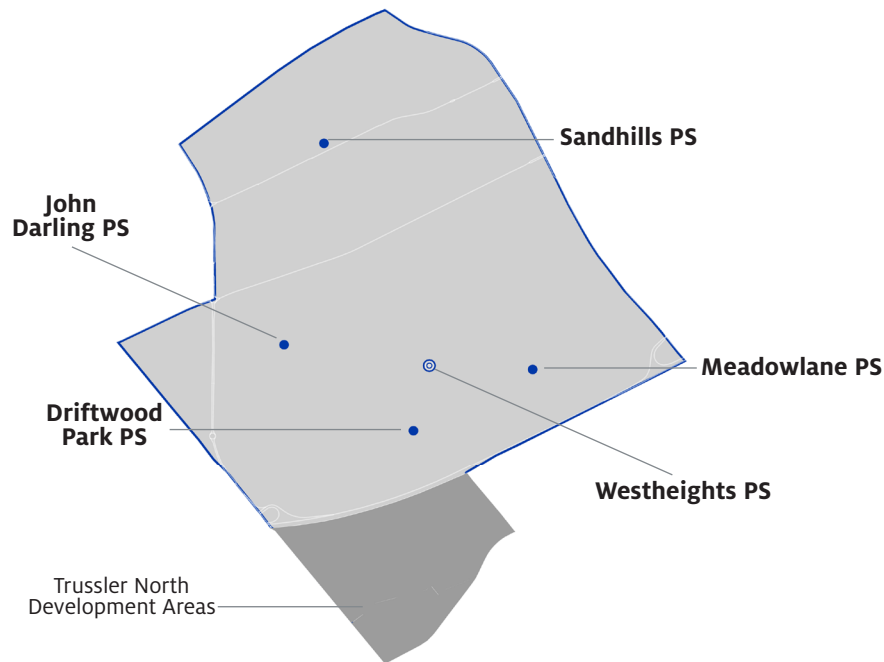 Sandhills PS
John
Darling PS
Meadowlane PS
Driftwood
Park PS
Westheights PS
Trussler North
Development Areas